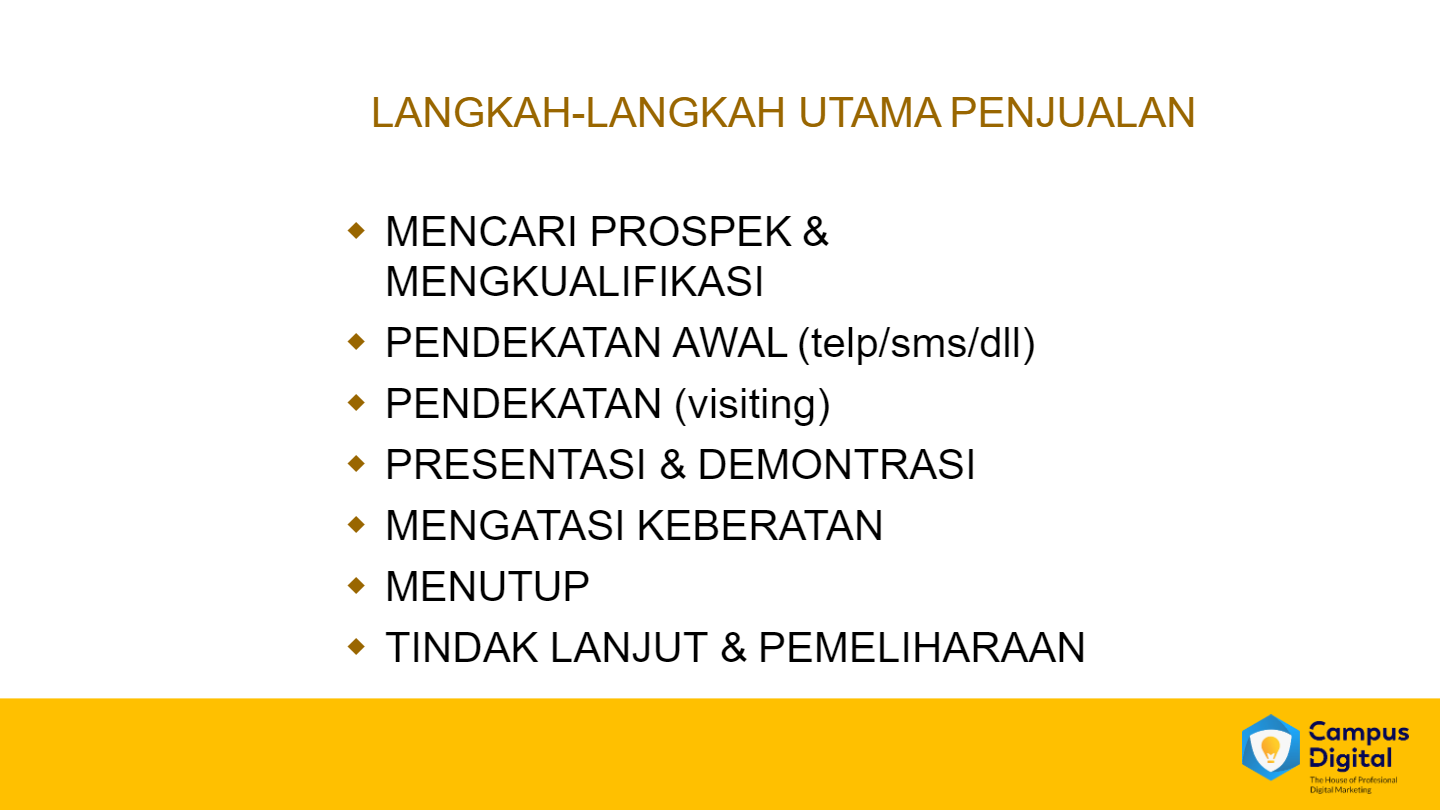 LANGKAH-LANGKAH UTAMA PENJUALAN
◆ MENCARI PROSPEK &
MENGKUALIFIKASI
◆ PENDEKATAN AWAL (telp/sms/dll)
◆ PENDEKATAN (visiting)
◆ PRESENTASI & DEMONTRASI
◆ MENGATASI KEBERATAN
◆ MENUTUP
◆ TINDAK LANJUT & PEMELIHARAAN
Campus
Digital
The House of Profesional
Digital Marketing